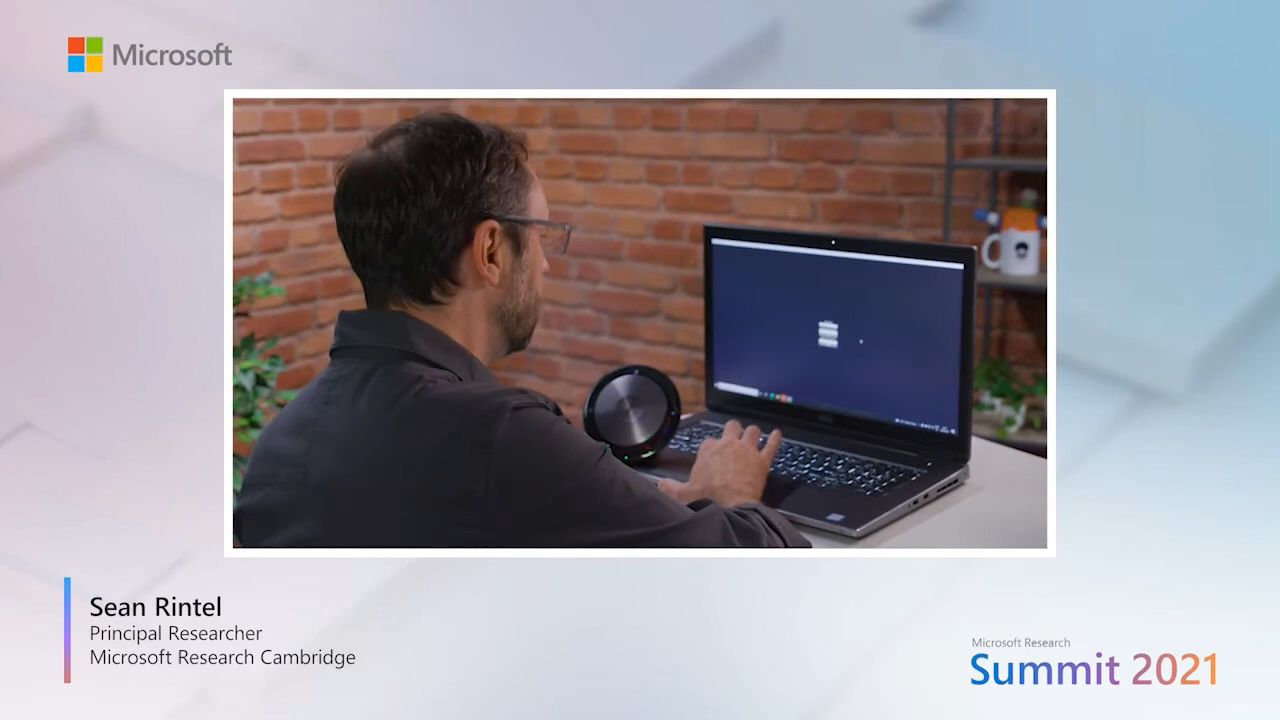 Microsoft
Sean Rintel
Principal Researcher
Microsoft Research Cambridge
Microsoft Research
Summit 2021